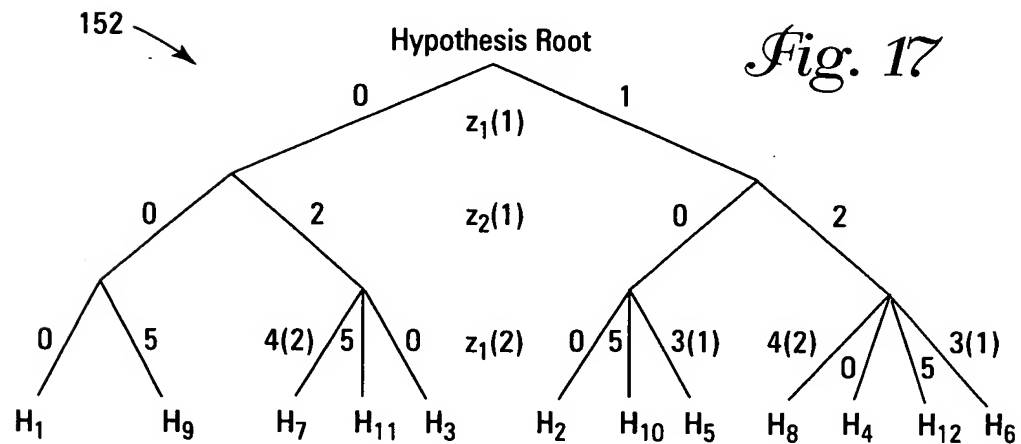 152
Hypothesis Root
Fig. 17
0 1
z₁(1)
0 2 z₂(1) 0 2
0 5 4(2) 5 0 z₁(2) 0 5 3(1) 4(2) 0 5 3(1)
H₁ H₉ H₇ H₁₁ H₃ H₂ H₁₀ H₅ H₈ H₄ H₁₂ H₆